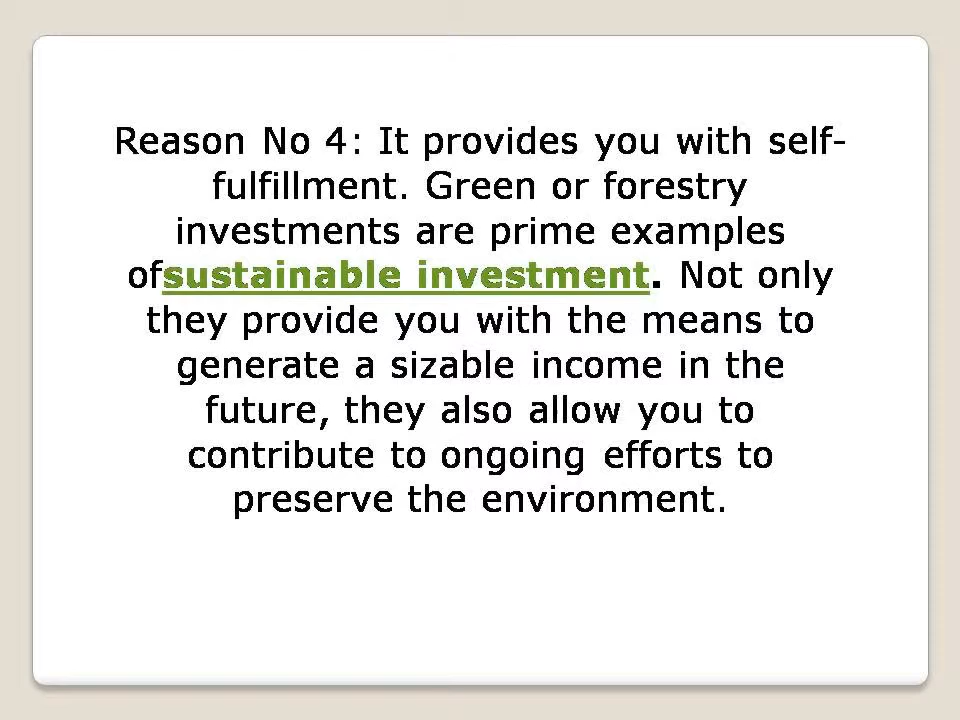 Reason No 4: It provides you with self-
fulfillment. Green or forestry
investments are prime examples
ofsustainable investment. Not only
they provide you with the means to
generate a sizable income in the
future, they also allow you to
contribute to ongoing efforts to
preserve the environment.